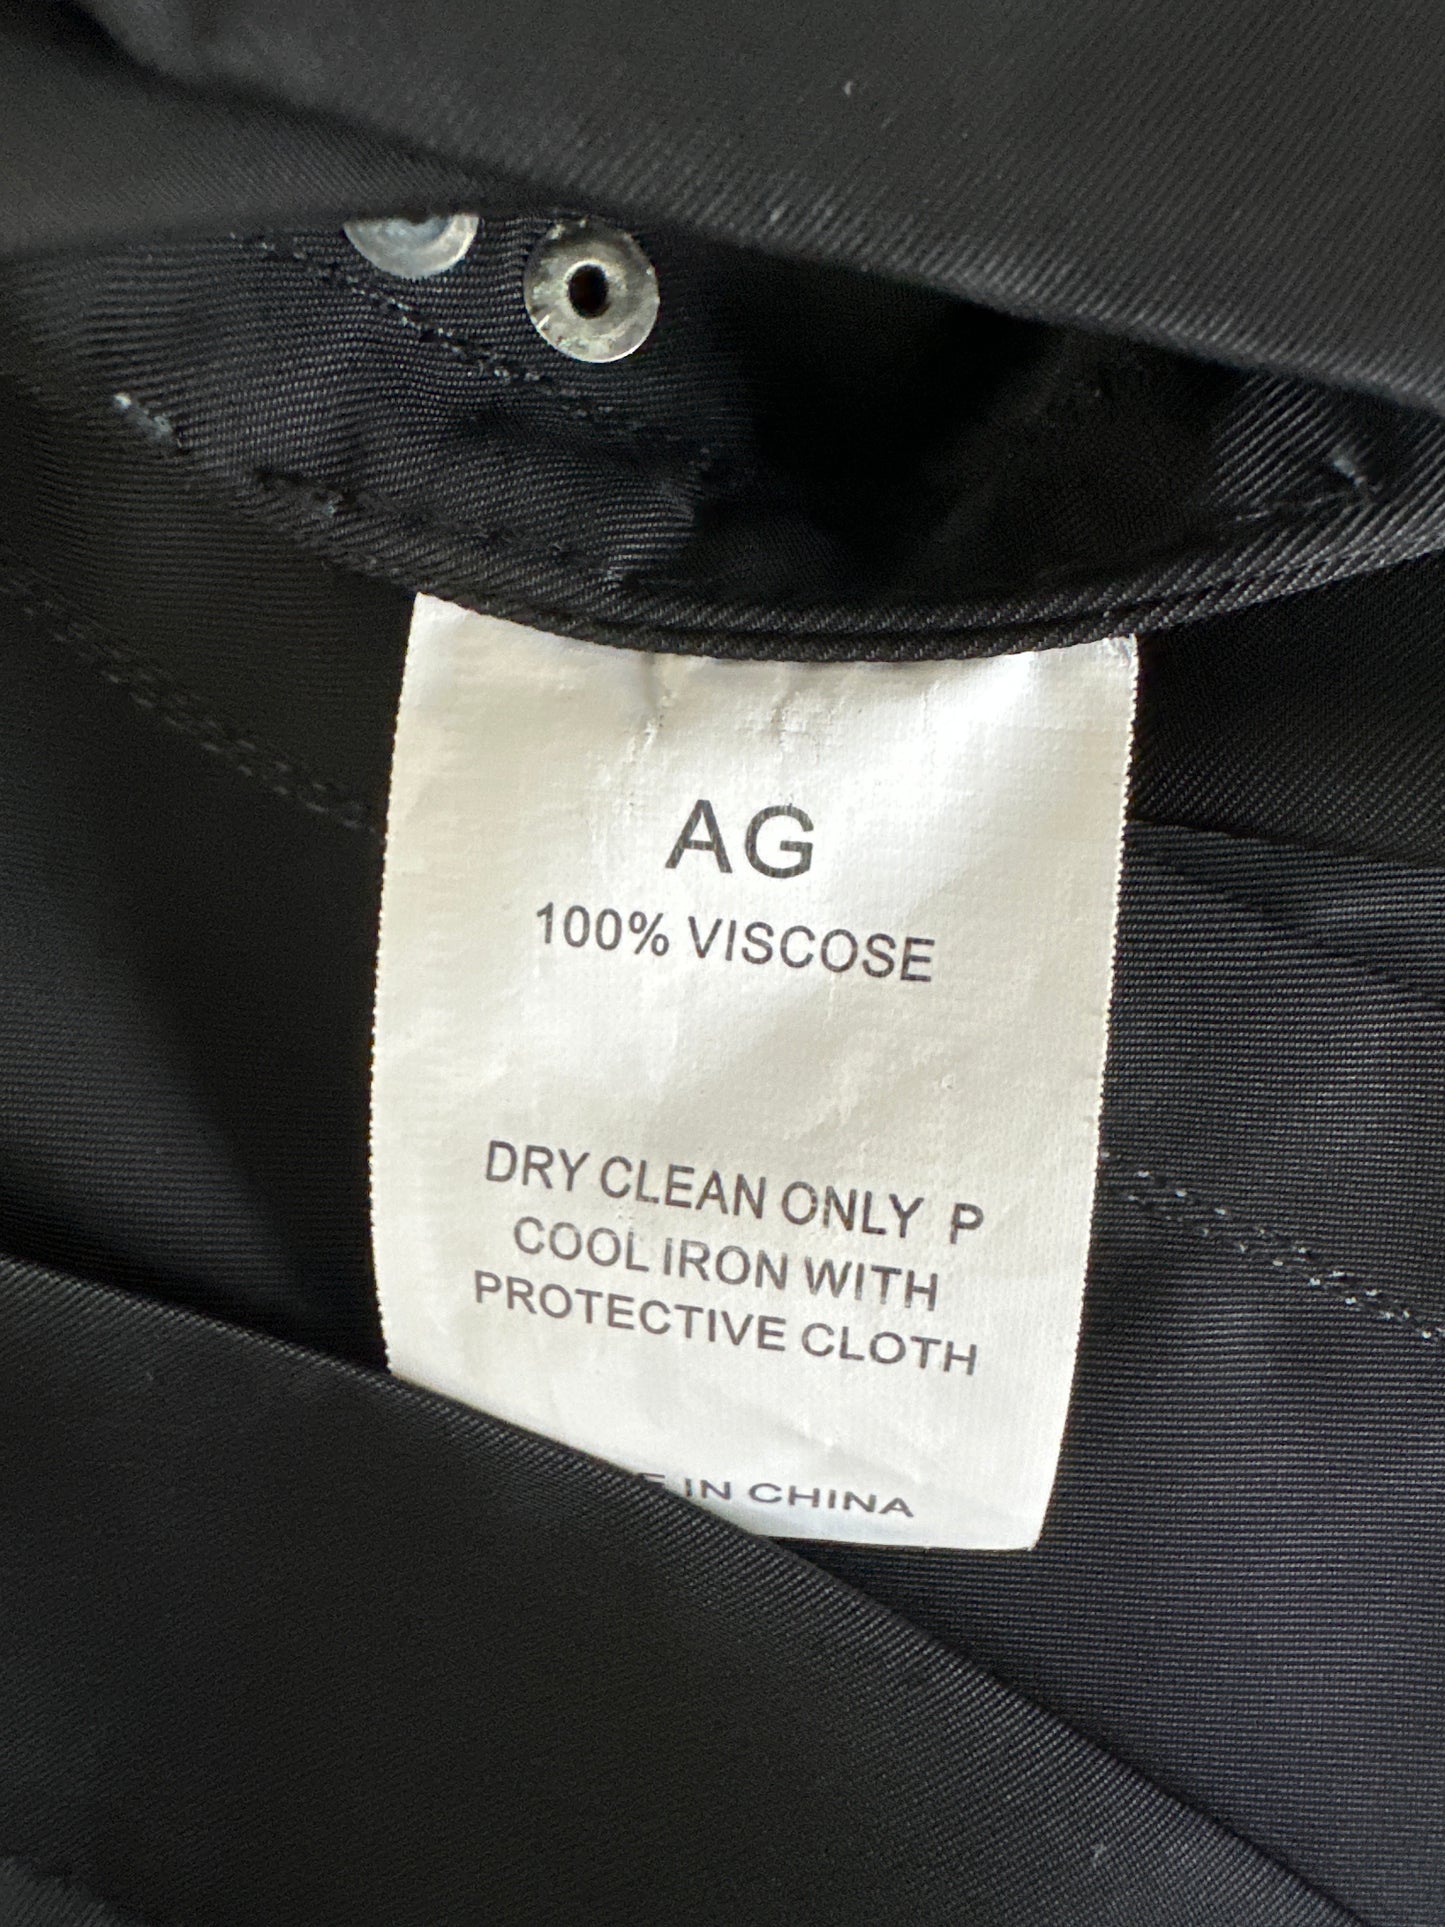 AG
100% VISCOSE
DRY CLEAN ONLY P
COOL IRON WITH
PROTECTIVE CLOTH
IN CHINA